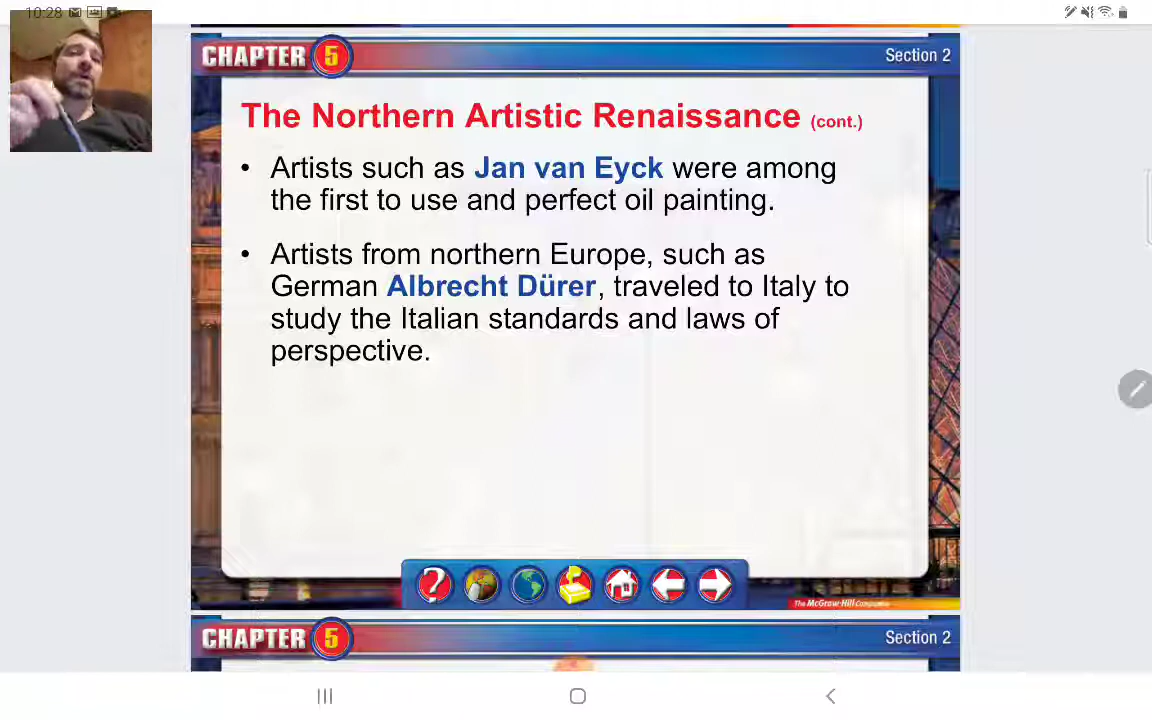 10:28
CHAPTER 5
Section 2
The Northern Artistic Renaissance (cont.)
• Artists such as Jan van Eyck were among
the first to use and perfect oil painting.
• Artists from northern Europe, such as
German Albrecht Dürer, traveled to Italy to
study the Italian standards and laws of
perspective.
?
The McGraw·Hill Companies
CHAPTER 5
Section 2